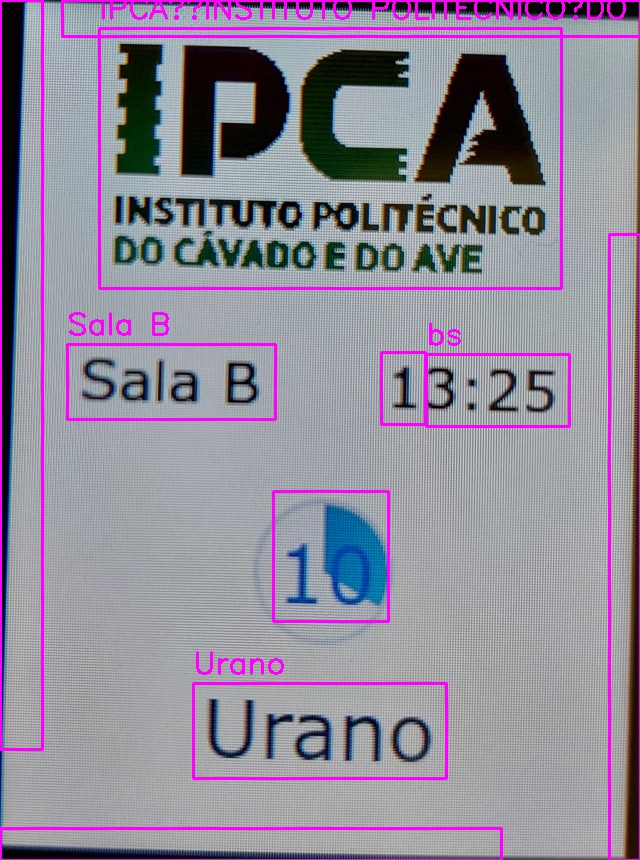 IPCA??INSTITUTO POLITECNICO?DO
IPCA
INSTITUTO POLITÉCNICO
DO CÁVADO E DO AVE
Sala B
bs
Sala B
13:25
10
Urano
Urano